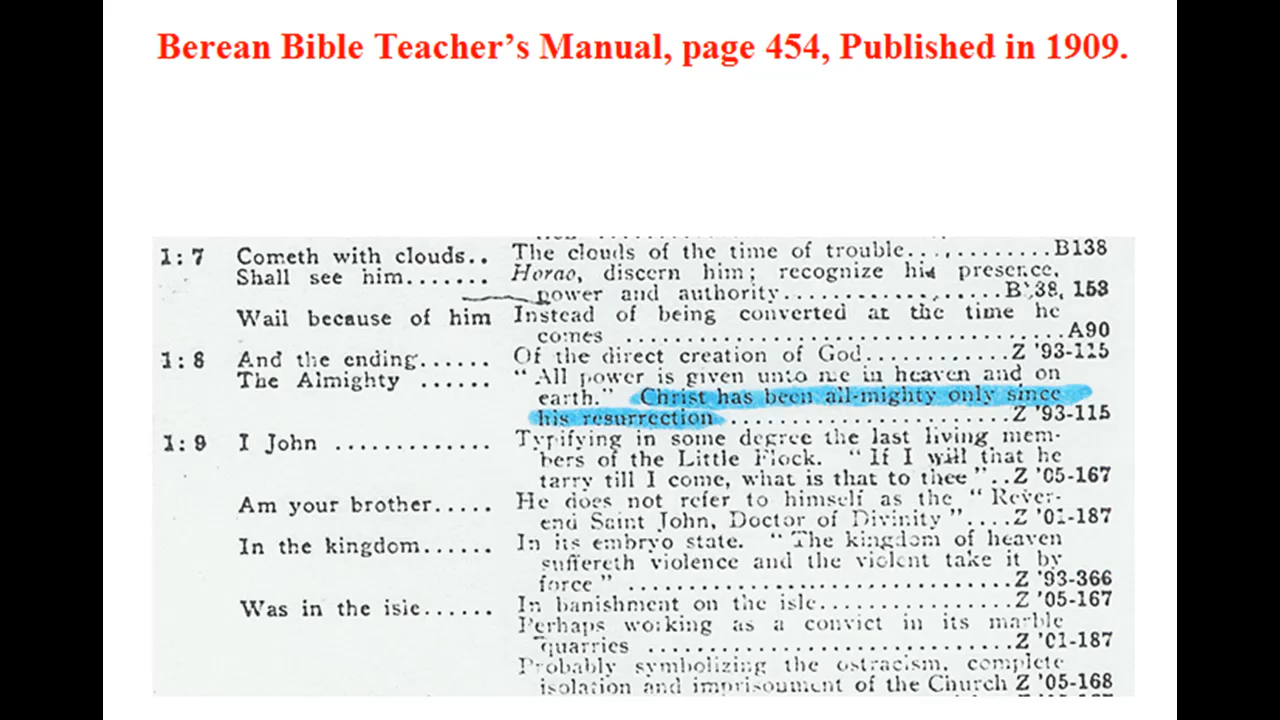 Berean Bible Teacher’s Manual, page 454, Published in 1909.
1:7 Cometh with clouds.. The clouds of the time of trouble...,.......B138
Shall see him....... Horao, discern him; recognize his presence,
power and authority....................B138, 153
Wail because of him Instead of being converted at the time he
comes ....................................A90
1:8 And the ending...... Of the direct creation of God..........Z '93-115
The Almighty ...... "All power is given unto me in heaven and on
earth." Christ has been all-mighty only since
his resurrection ......................Z '93-115
1:9 I John ............. Typifying in some degree the last living mem-
bers of the Little Flock. "If I will that he
tarry till I come, what is that to thee"..Z '05-167
Am your brother..... He does not refer to himself as the "Rever-
end Saint John, Doctor of Divinity"....Z '01-187
In the kingdom...... In its embryo state. "The kingdom of heaven
suffereth violence and the violent take it by
force" ..............................Z '93-366
Was in the isle...... In banishment on the isle...............Z '05-167
Perhaps working as a convict in its marble
quarries ............................Z '01-187
Probably symbolizing the ostracism, complete
isolation and imprisonment of the Church Z '05-168